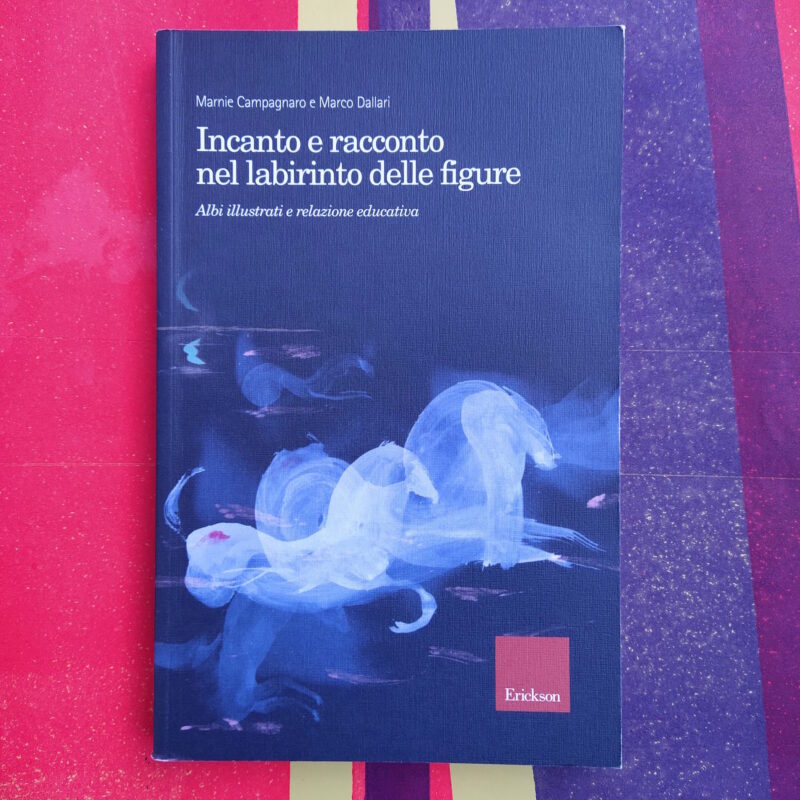 Marnie Campagnaro e Marco Dallari
Incanto e racconto
nel labirinto delle figure
Albi illustrati e relazione educativa
Erickson